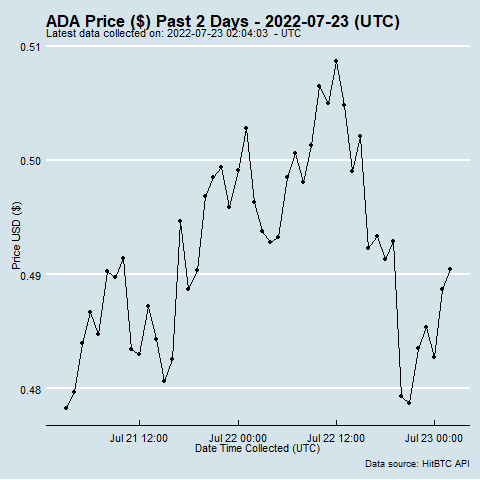 ADA Price ($) Past 2 Days - 2022-07-23 (UTC)
Latest data collected on: 2022-07-23 02:04:03 - UTC
0.51
0.50
0.49
0.48
Price USD ($)
Jul 21 12:00 Jul 22 00:00 Jul 22 12:00 Jul 23 00:00
Date Time Collected (UTC)
Data source: HitBTC API